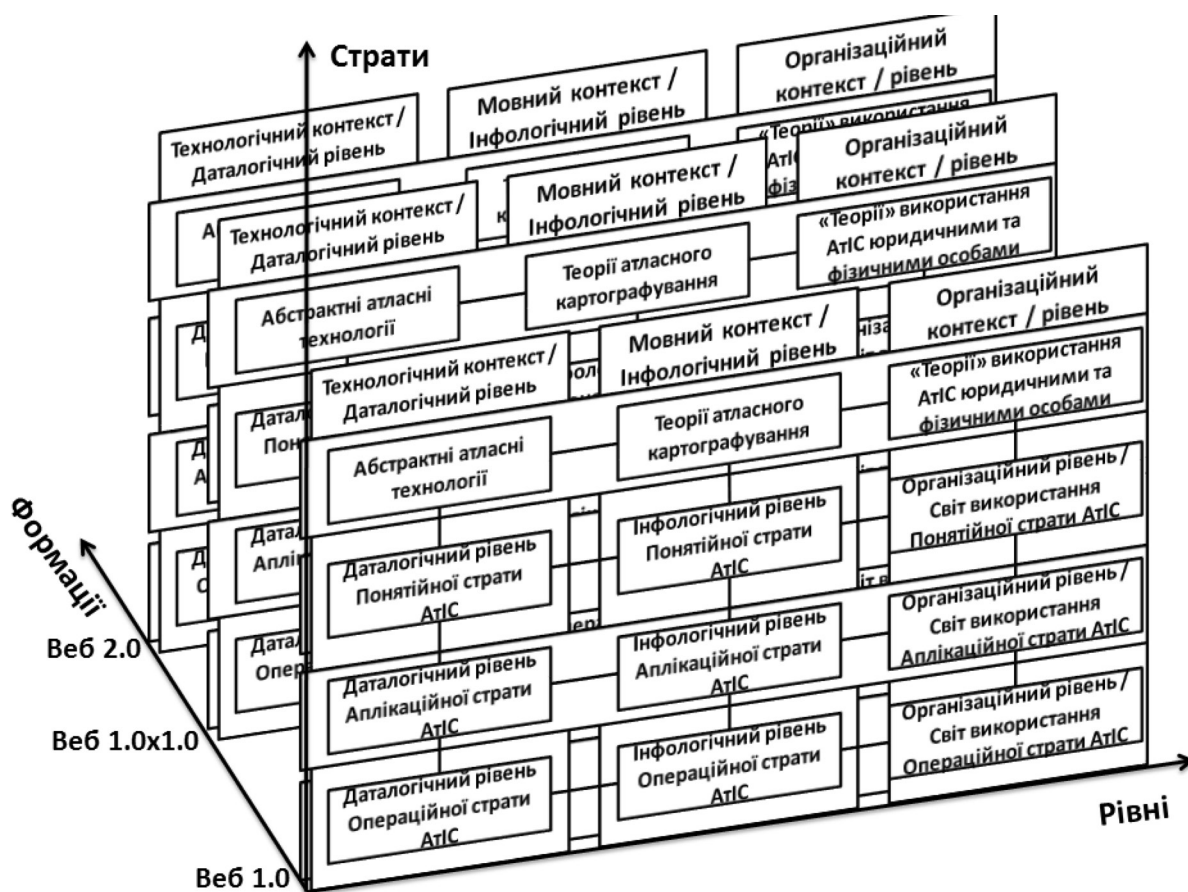 Страти
Організаційний
контекст / рівень
Мовний контекст /
Інфологічний рівень
Технологічний контекст /
Даталогічний рівень
«Теорії» використання
Організаційний
контекст / рівень
Мовний контекст /
Інфологічний рівень
Технологічний контекст /
Даталогічний рівень
«Теорії» використання
АтІС юридичними та
фізичними особами
Теорії атласного
картографування
Абстрактні атласні
технології
Організаційний
контекст / рівень
Мовний контекст /
Інфологічний рівень
Технологічний контекст /
Даталогічний рівень
«Теорії» використання
АтІС юридичними та
фізичними особами
Теорії атласного
картографування
Абстрактні атласні
технології
Організаційний рівень /
Світ використання
Понятійної страти АтІС
Інфологічний рівень
Понятійної страти
АтІС
Даталогічний рівень
Понятійної страти
АтІС
Організаційний рівень /
Світ використання
Аплікаційної страти АтІС
Інфологічний рівень
Аплікаційної страти
АтІС
Даталогічний рівень
Аплікаційної страти
АтІС
Організаційний рівень /
Світ використання
Операційної страти АтІС
Інфологічний рівень
Операційної страти
АтІС
Даталогічний рівень
Операційної страти
АтІС
Формації
Веб 2.0
Веб 1.0х1.0
Веб 1.0
Рівні